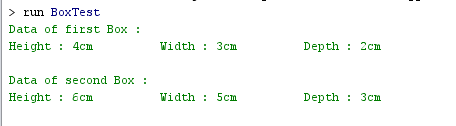 > run BoxTest
Data of first Box :
Height : 4cm Width : 3cm Depth : 2cm
Data of second Box :
Height : 6cm Width : 5cm Depth : 3cm